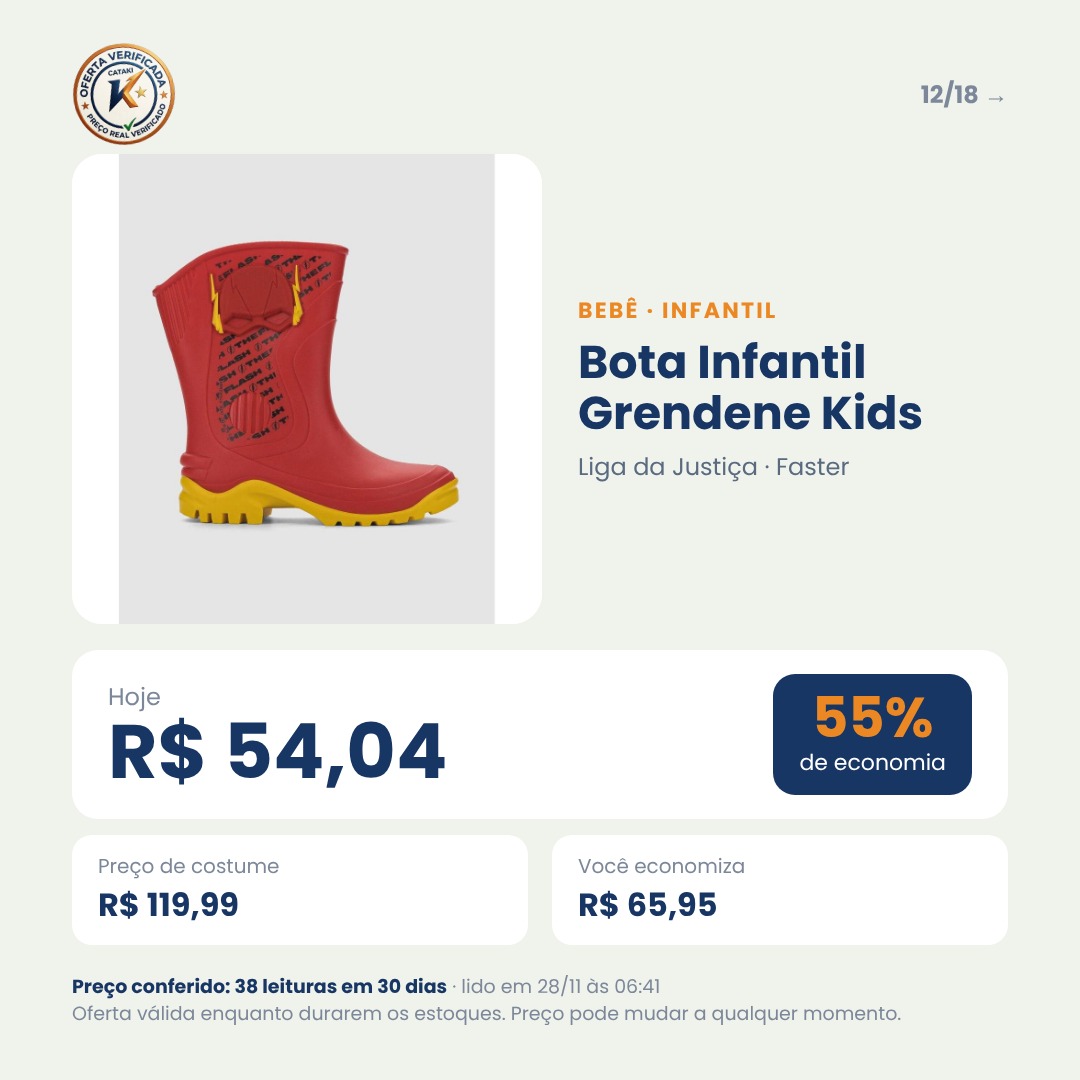 OFERTA VERIFICADA
CATAKI
K
PREÇO REAL VERIFICADO
12/18 →
BEBÊ · INFANTIL
Bota Infantil
Grendene Kids
Liga da Justiça · Faster
Hoje
R$ 54,04
55%
de economia
Preço de costume
R$ 119,99
Você economiza
R$ 65,95
Preço conferido: 38 leituras em 30 dias · lido em 28/11 às 06:41
Oferta válida enquanto durarem os estoques. Preço pode mudar a qualquer momento.